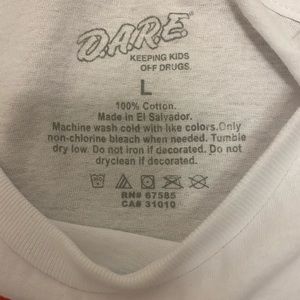 D.A.R.E.
KEEPING KIDS
OFF DRUGS.
L
100% Cotton.
Made in El Salvador.
Machine wash cold with like colors.Only
non-chlorine bleach when needed. Tumble
dry low. Do not iron if decorated. Do not
dryclean if decorated.
RN# 67585
CA# 31010